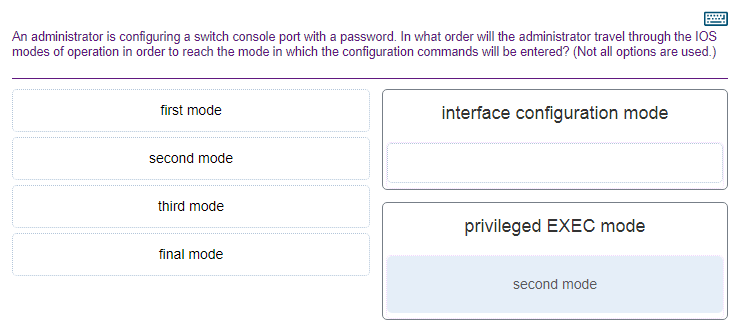 An administrator is configuring a switch console port with a password. In what order will the administrator travel through the IOS
modes of operation in order to reach the mode in which the configuration commands will be entered? (Not all options are used.)
first mode
second mode
third mode
final mode
interface configuration mode
privileged EXEC mode
second mode